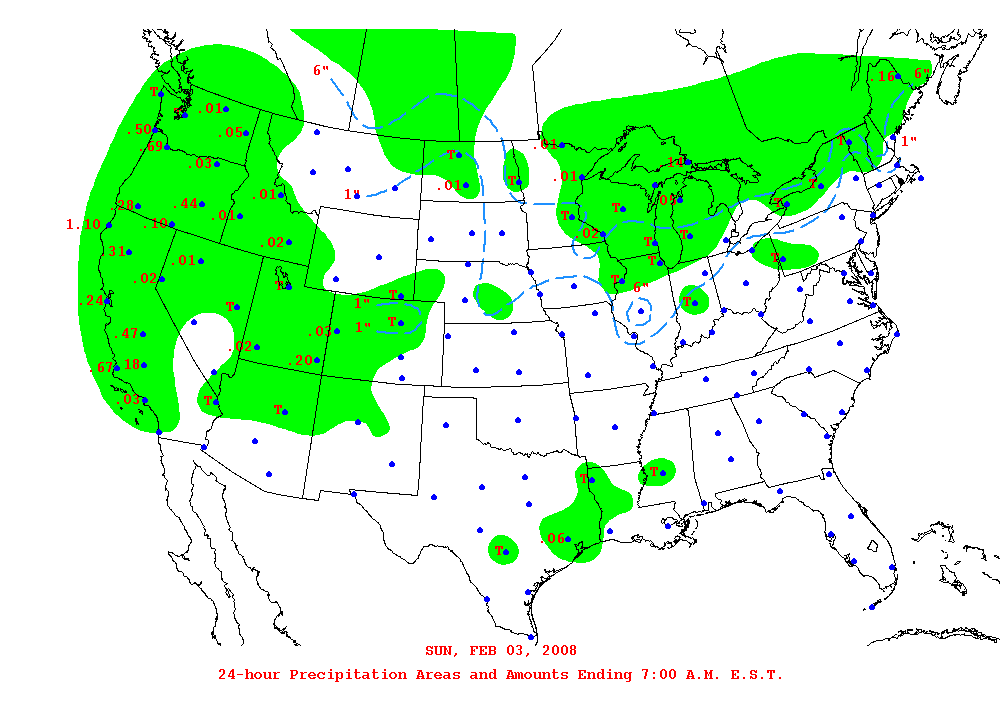 6"
.16 6"
T
.01
.50 .05
.69 .01 T 1"
T .14
.03
.01 .01 T T
.01 1"
.28 .44 T .09 T
.01
1.10 .10 .02
.31 .02 T T
.01 T T
.02 T T
6"
.24 T 1" T T
.47 .03 1" T
.02
.67 18 .20
.03 T T
T T
.06
T
SUN, FEB 03, 2008
24-hour Precipitation Areas and Amounts Ending 7:00 A.M. E.S.T.